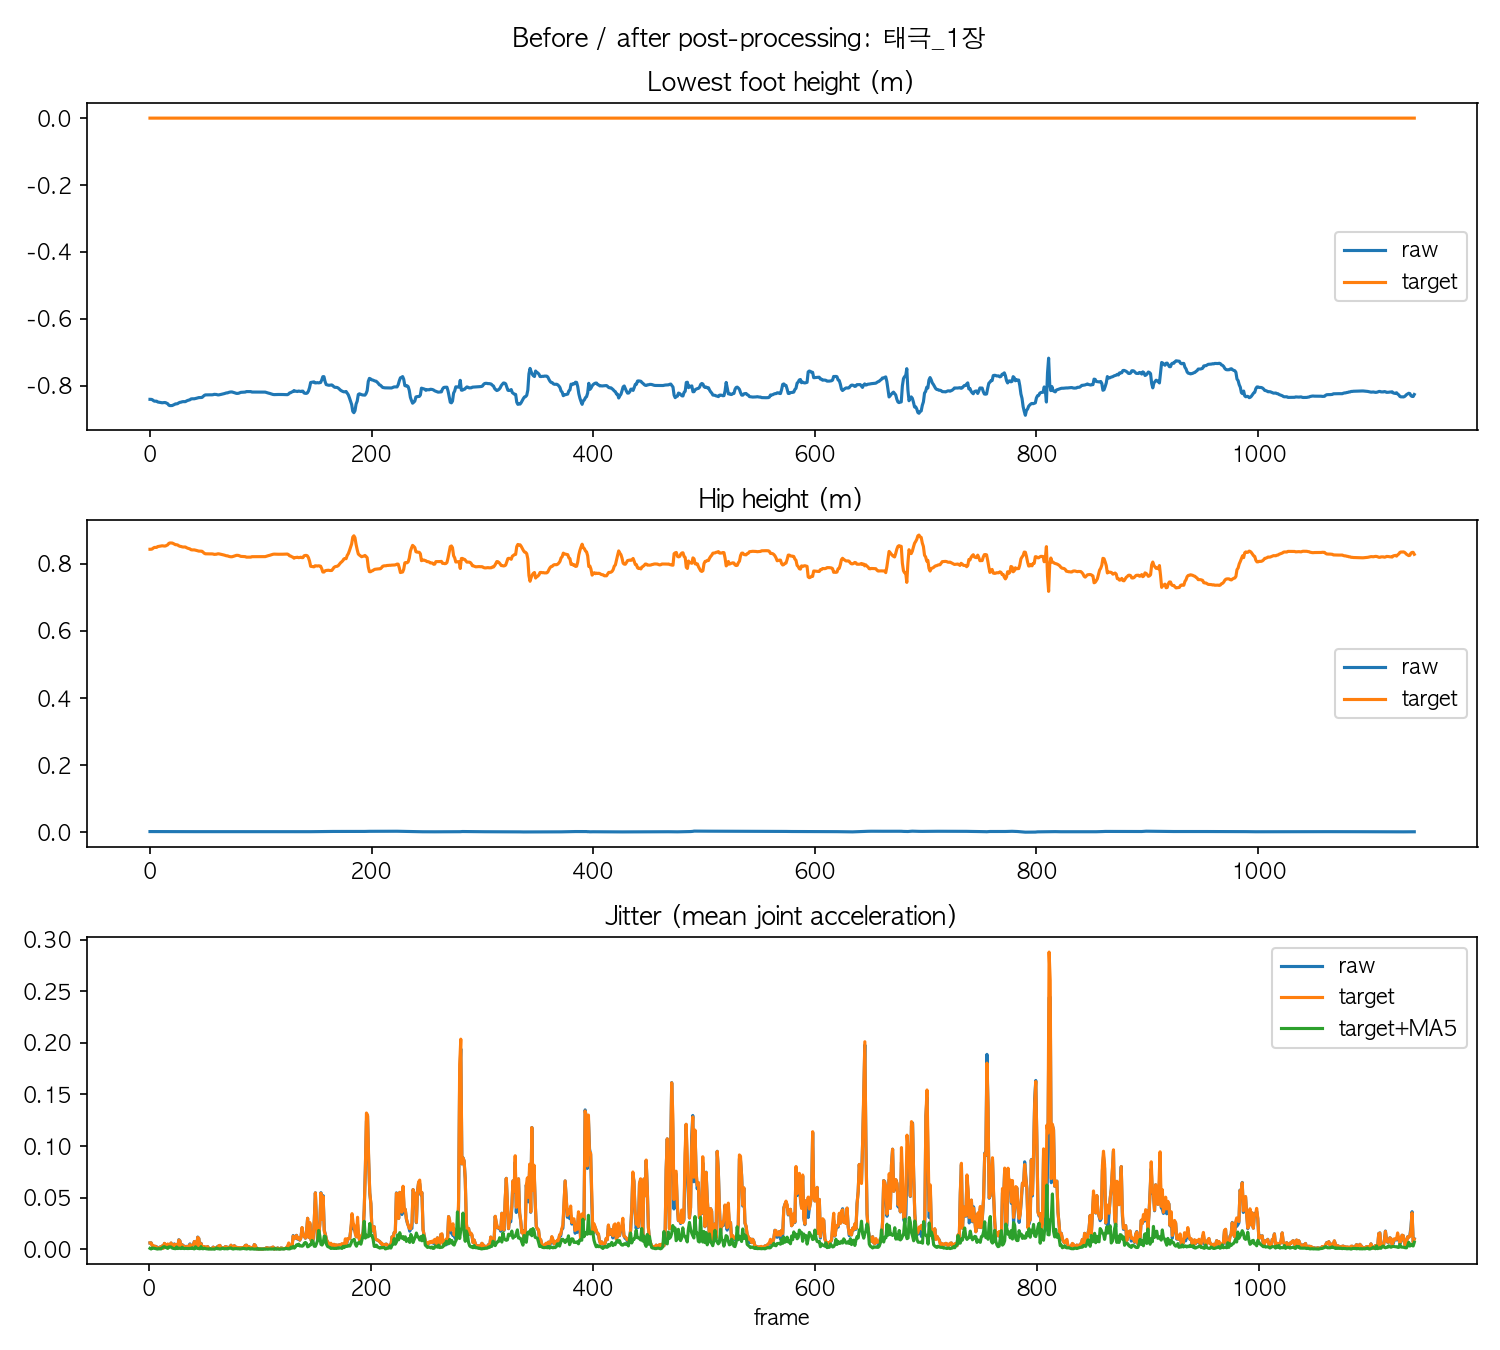 Before / after post-processing: 태극_1장
Lowest foot height (m)
0.0
-0.2
-0.4
-0.6
-0.8
raw
target
0 200 400 600 800 1000
Hip height (m)
0.8
0.6
0.4
0.2
0.0
raw
target
0 200 400 600 800 1000
Jitter (mean joint acceleration)
0.30
0.25
0.20
0.15
0.10
0.05
0.00
raw
target
target+MA5
0 200 400 600 800 1000
frame